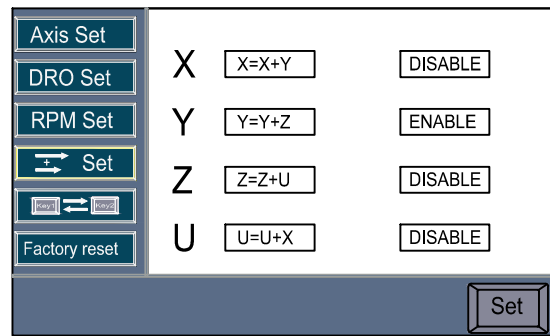 Axis Set
DRO Set
RPM Set
+ Set
Key1 Key2
Factory reset
X X=X+Y DISABLE
Y Y=Y+Z ENABLE
Z Z=Z+U DISABLE
U U=U+X DISABLE
Set